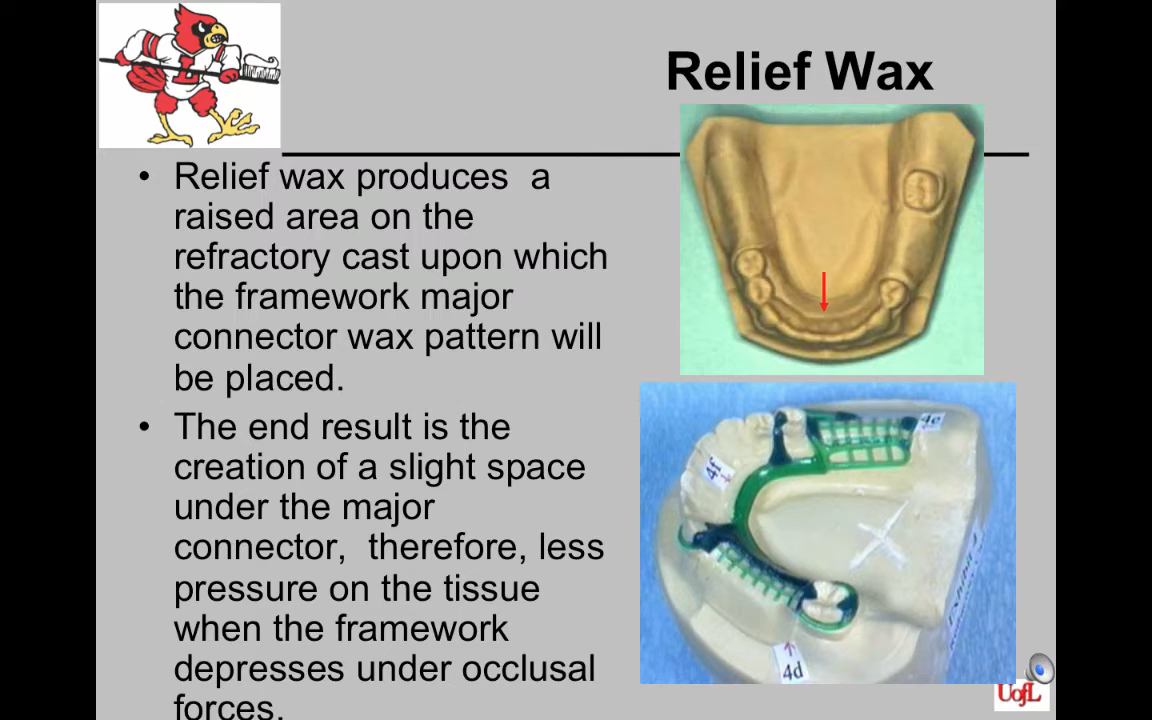 Relief Wax
• Relief wax produces  a
raised area on the
refractory cast upon which
the framework major
connector wax pattern will
be placed.
• The end result is the
creation of a slight space
under the major
connector,  therefore, less
pressure on the tissue
when the framework
depresses under occlusal
forces.
L
4e
4f
4d
UofL